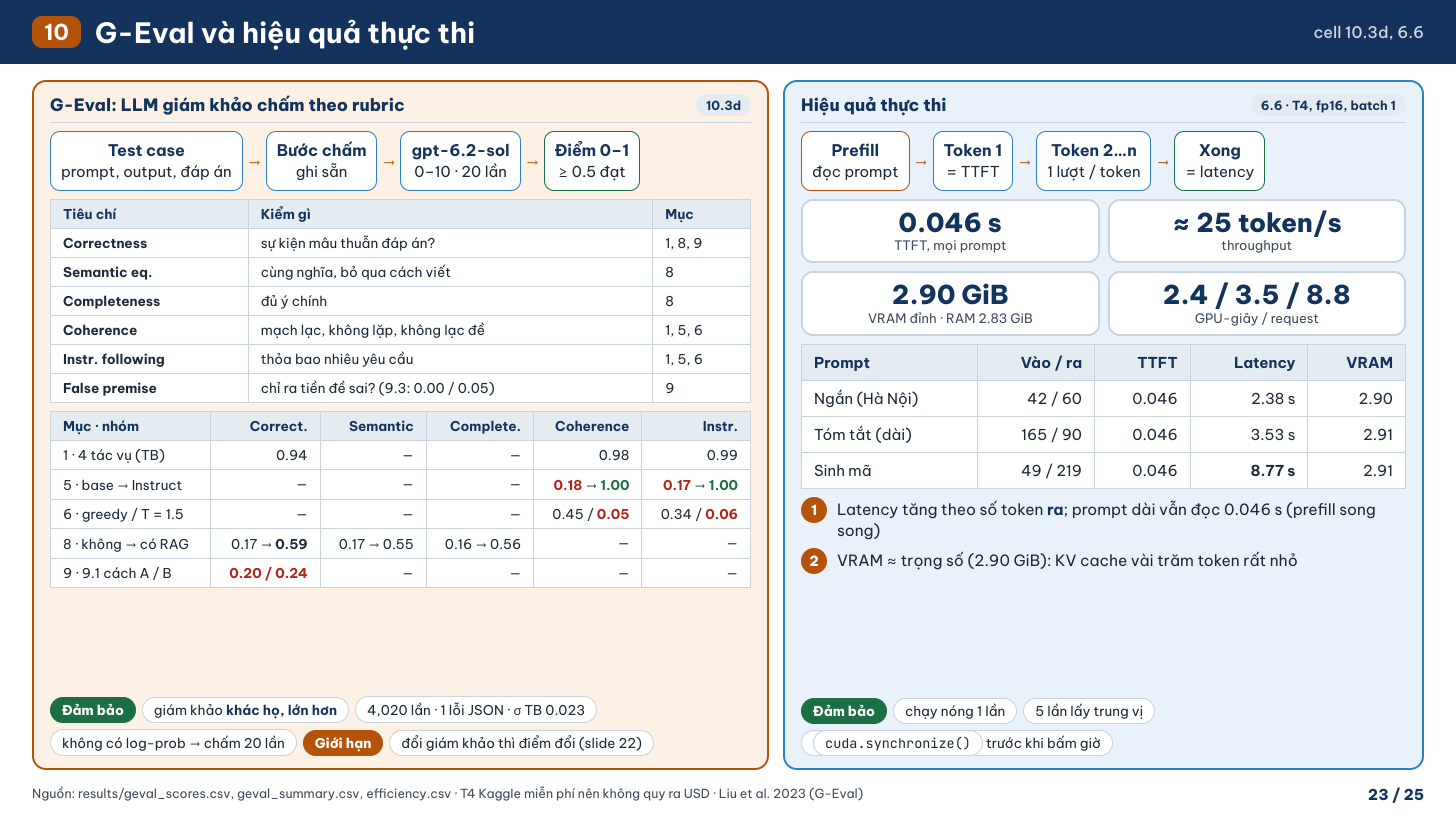 10 G-Eval và hiệu quả thực thi
cell 10.3d, 6.6
G-Eval: LLM giám khảo chấm theo rubric
10.3d
Test case
prompt, output, đáp án
→
Bước chấm
ghi sẵn
→
gpt-6.2-sol
0–10 · 20 lần
→
Điểm 0–1
≥ 0.5 đạt
Tiêu chí Kiểm gì Mục
Correctness sự kiện mâu thuẫn đáp án? 1, 8, 9
Semantic eq. cùng nghĩa, bỏ qua cách viết 8
Completeness đủ ý chính 8
Coherence mạch lạc, không lặp, không lạc đề 1, 5, 6
Instr. following thỏa bao nhiêu yêu cầu 1, 5, 6
False premise chỉ ra tiền đề sai? (9.3: 0.00 / 0.05) 9
Mục · nhóm Correct. Semantic Complete. Coherence Instr.
1 · 4 tác vụ (TB) 0.94 — — 0.98 0.99
5 · base → Instruct — — — 0.18 → 1.00 0.17 → 1.00
6 · greedy / T = 1.5 — — — 0.45 / 0.05 0.34 / 0.06
8 · không → có RAG 0.17 → 0.59 0.17 → 0.55 0.16 → 0.56 — —
9 · 9.1 cách A / B 0.20 / 0.24 — — — —
Đảm bảo giám khảo khác họ, lớn hơn 4,020 lần · 1 lỗi JSON · σ TB 0.023
không có log-prob → chấm 20 lần Giới hạn đổi giám khảo thì điểm đổi (slide 22)
Hiệu quả thực thi
6.6 · T4, fp16, batch 1
Prefill
đọc prompt
→
Token 1
= TTFT
→
Token 2…n
1 lượt / token
→
Xong
= latency
0.046 s
TTFT, mọi prompt
≈ 25 token/s
throughput
2.90 GiB
VRAM đỉnh · RAM 2.83 GiB
2.4 / 3.5 / 8.8
GPU-giây / request
Prompt Vào / ra TTFT Latency VRAM
Ngắn (Hà Nội) 42 / 60 0.046 2.38 s 2.90
Tóm tắt (dài) 165 / 90 0.046 3.53 s 2.91
Sinh mã 49 / 219 0.046 8.77 s 2.91
1 Latency tăng theo số token ra; prompt dài vẫn đọc 0.046 s (prefill song
song)
2 VRAM ≈ trọng số (2.90 GiB): KV cache vài trăm token rất nhỏ
Đảm bảo chạy nóng 1 lần 5 lần lấy trung vị
cuda.synchronize() trước khi bấm giờ
Nguồn: results/geval_scores.csv, geval_summary.csv, efficiency.csv · T4 Kaggle miễn phí nên không quy ra USD · Liu et al. 2023 (G-Eval)
23 / 25